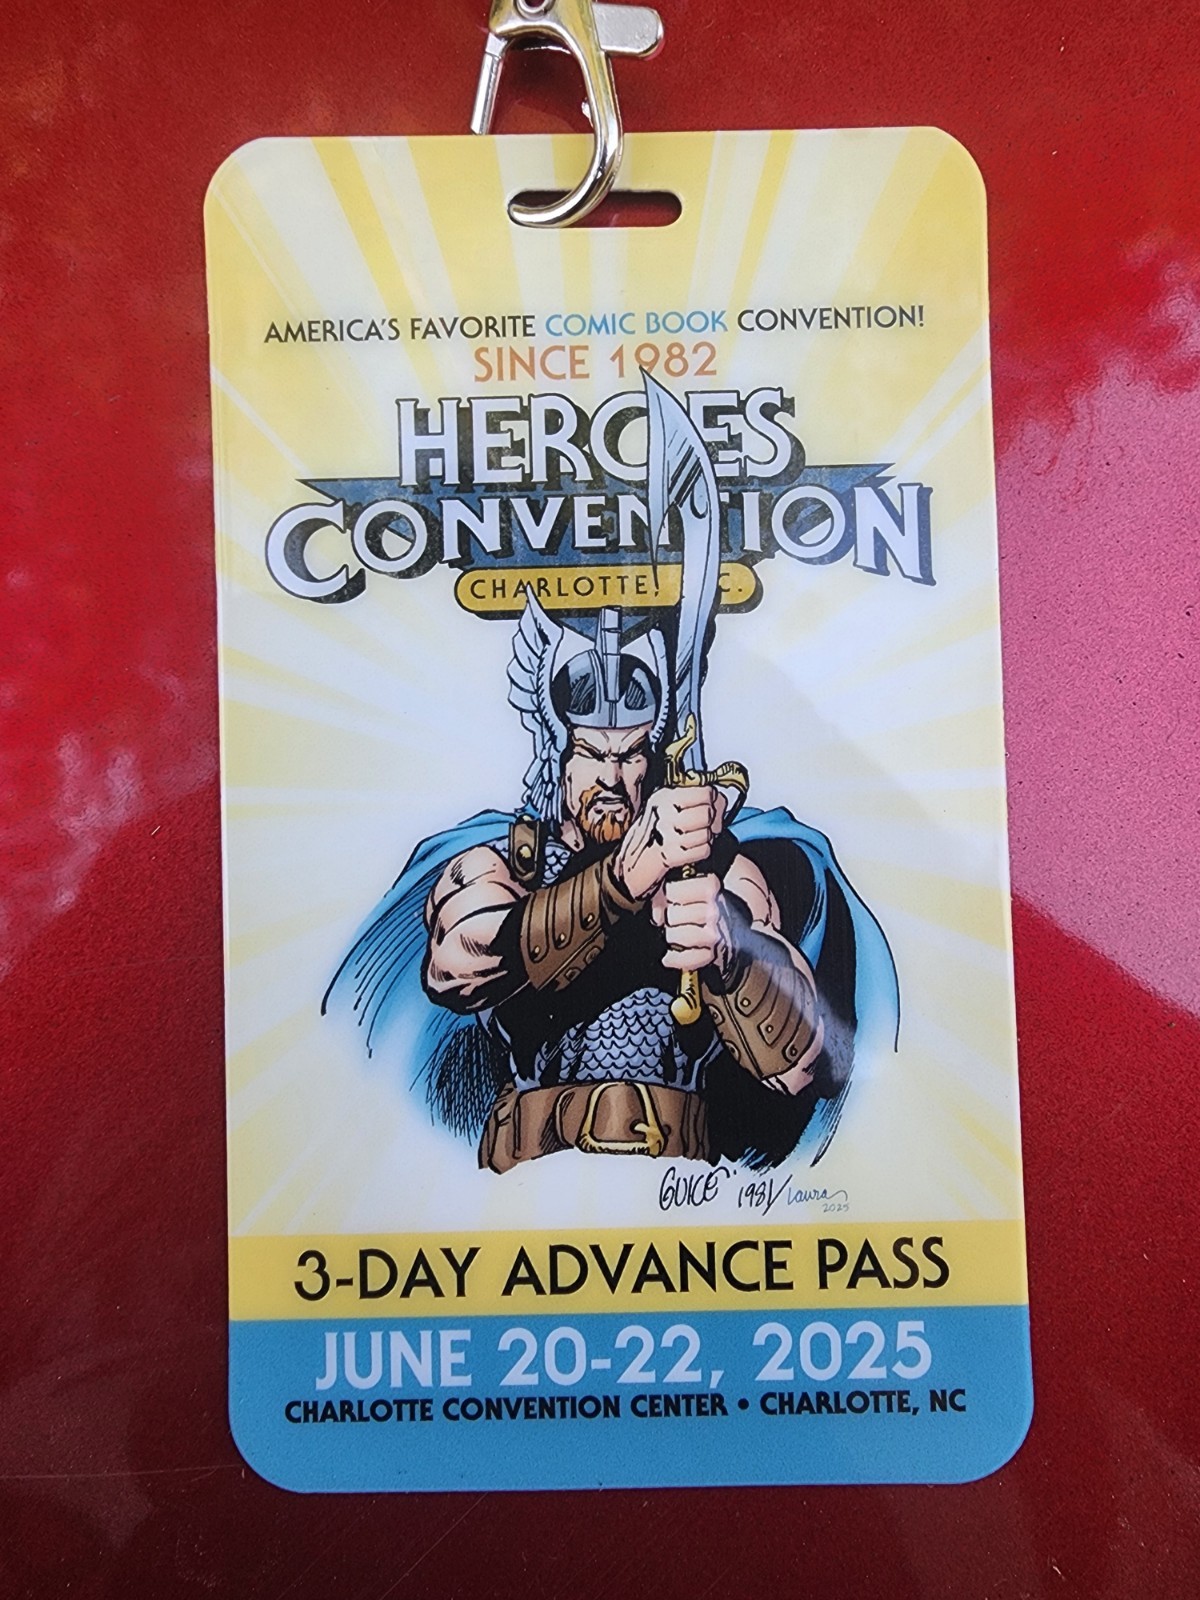 AMERICA'S FAVORITE COMIC BOOK CONVENTION!
SINCE 1982
HEROES
CONVENTION
CHARLOTTE, N.C.
GUICE 1981/Laura
2025
3-DAY ADVANCE PASS
JUNE 20-22, 2025
CHARLOTTE CONVENTION CENTER • CHARLOTTE, NC